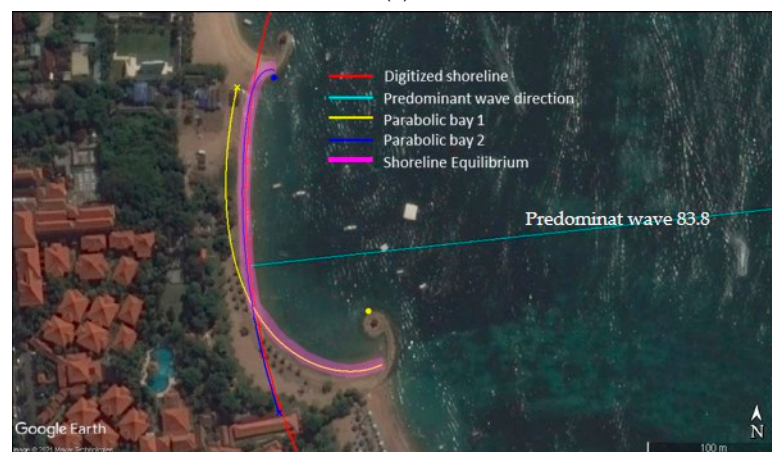 Digitized shoreline
Predominant wave direction
Parabolic bay 1
Parabolic bay 2
Shoreline Equilibrium
Predominat wave 83.8
Google Earth
N
100 m